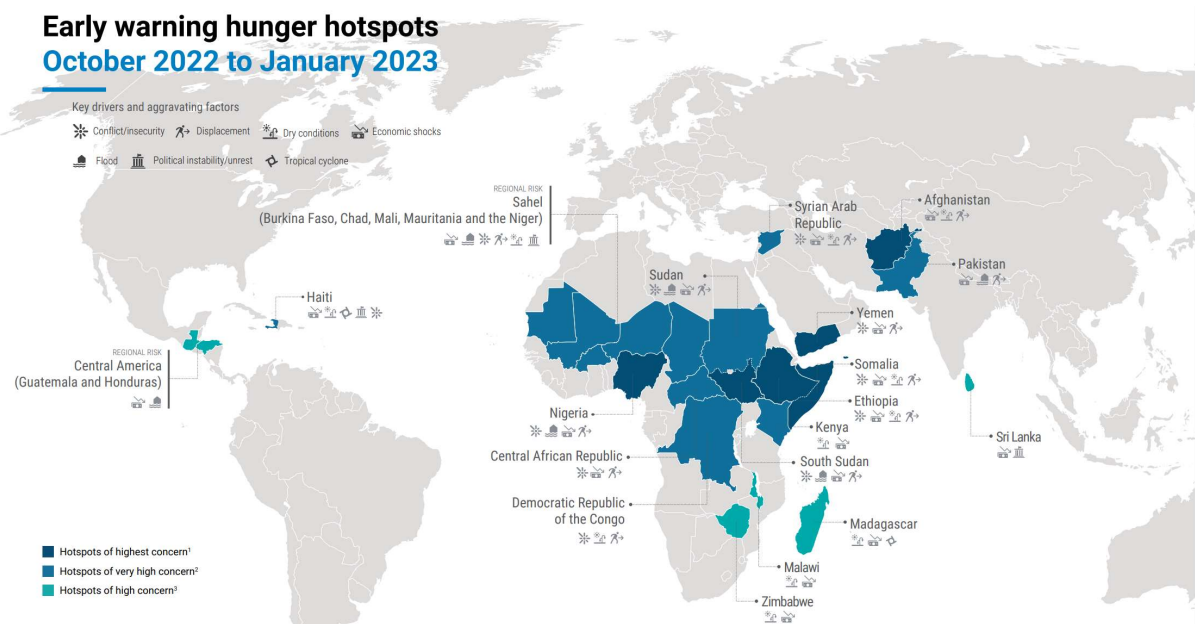 Early warning hunger hotspots
October 2022 to January 2023
Key drivers and aggravating factors
Conflict/insecurity Displacement Dry conditions Economic shocks
Flood Political instability/unrest Tropical cyclone
REGIONAL RISK
Sahel
(Burkina Faso, Chad, Mali, Mauritania and the Niger)
Syrian Arab
Republic
Afghanistan
Pakistan
Sudan
Haiti
Yemen
REGIONAL RISK
Central America
(Guatemala and Honduras)
Somalia
Ethiopia
Nigeria
Kenya
Sri Lanka
Central African Republic
South Sudan
Democratic Republic
of the Congo
Madagascar
Hotspots of highest concern¹
Hotspots of very high concern²
Hotspots of high concern³
Malawi
Zimbabwe